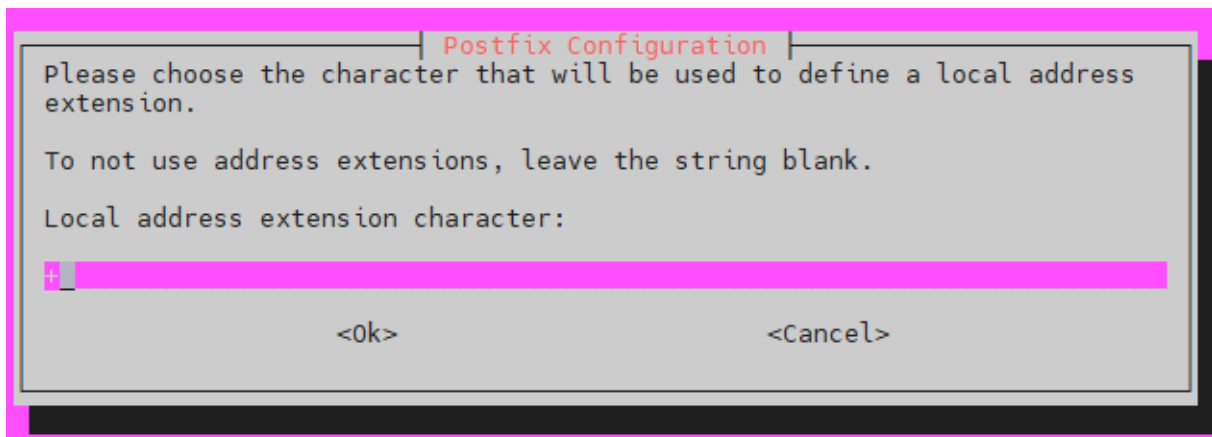 Postfix Configuration
Please choose the character that will be used to define a local address
extension.
To not use address extensions, leave the string blank.
Local address extension character:
+_
<Ok> <Cancel>